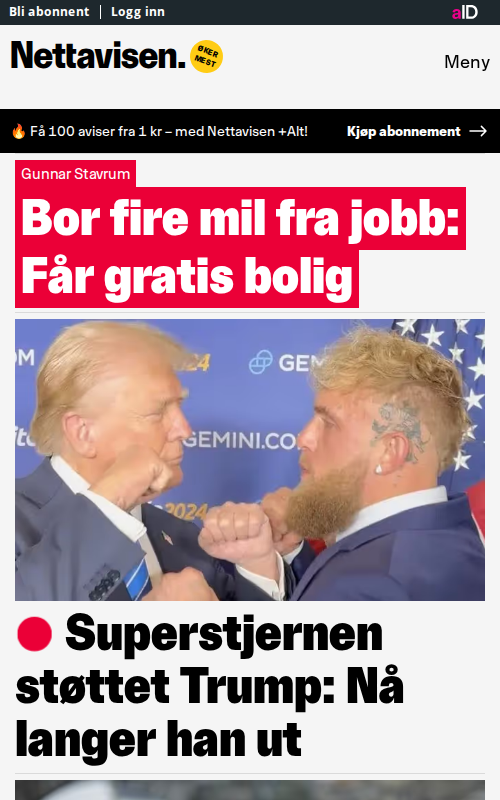 Bli abonnent | Logg inn
aID
Nettavisen.
ØKER
MEST
Meny
🔥 Få 100 aviser fra 1 kr – med Nettavisen +Alt!
Kjøp abonnement →
Gunnar Stavrum
Bor fire mil fra jobb:
Får gratis bolig
2024
GEMINI.CO
2024
Superstjernen
støttet Trump: Nå
langer han ut